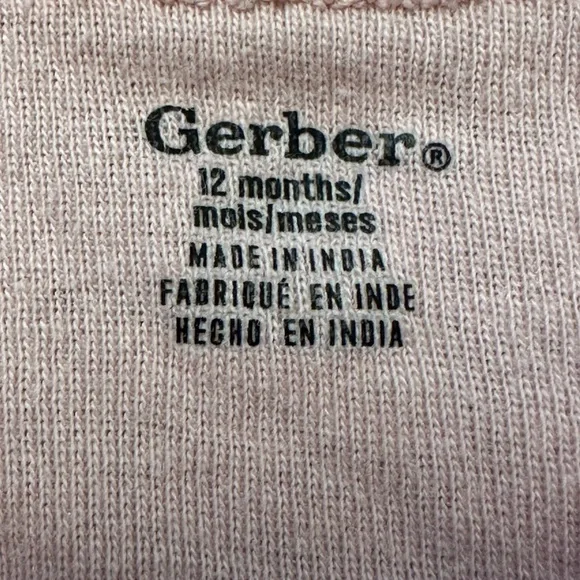 Gerber®
12 months/
mois/meses
MADE IN INDIA
FABRIQUÉ EN INDE
HECHO EN INDIA